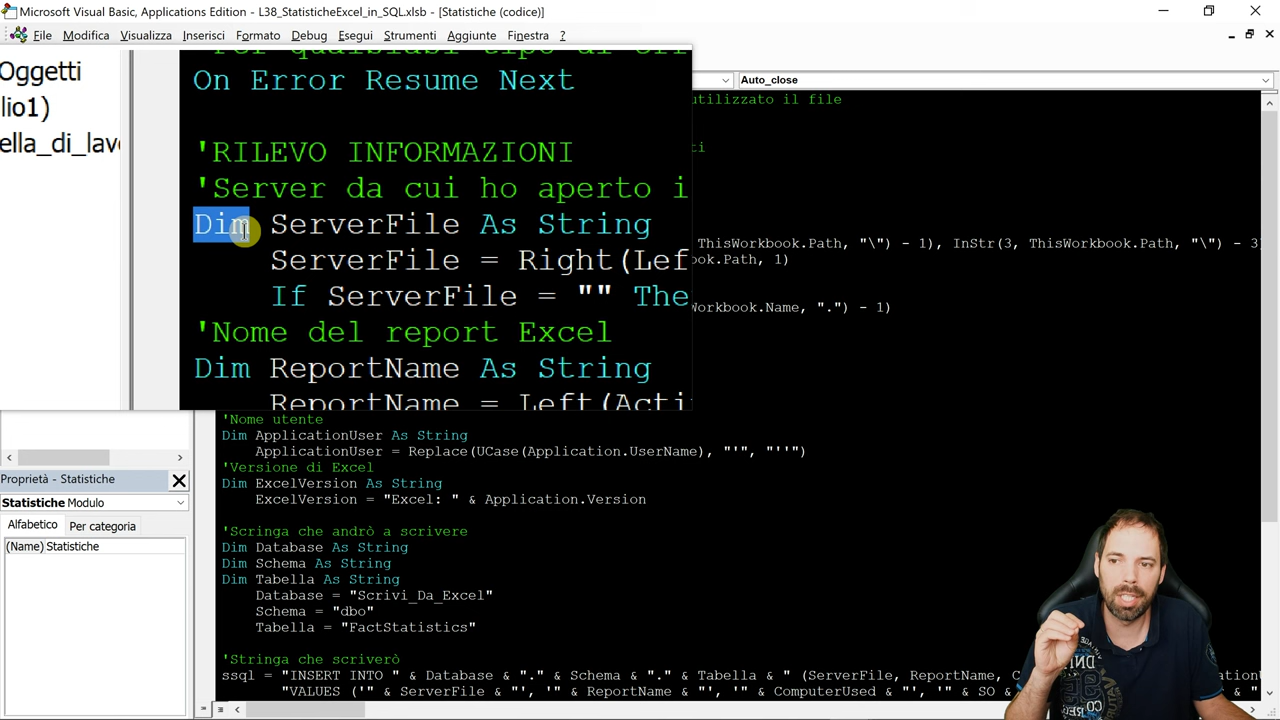 Microsoft Visual Basic, Applications Edition - L38_StatisticheExcel_in_SQL.xlsb - [Statistiche (codice)]
File Modifica Visualizza Inserisci Formato Debug Esegui Strumenti Aggiunte Finestra ?
Oggetti
lio1)
ella_di_lav
Auto_close
utilizzato il file
ti
On Error Resume Next
'RILEVO INFORMAZIONI
'Server da cui ho aperto i
Dim ServerFile As String
ServerFile = Right(Lef
ThisWorkbook.Path, "\") - 1), InStr(3, ThisWorkbook.Path, "\") - 3
ook.Path, 1)
If ServerFile = "" The
Workbook.Name, ".") - 1)
'Nome del report Excel
Dim ReportName As String
ReportName = Left(Acti
'Nome utente
Dim ApplicationUser As String
ApplicationUser = Replace(UCase(Application.UserName), "'", "''")
'Versione di Excel
Dim ExcelVersion As String
ExcelVersion = "Excel: " & Application.Version
'Scringa che andrò a scrivere
Dim Database As String
Dim Schema As String
Dim Tabella As String
Database = "Scrivi_Da_Excel"
Schema = "dbo"
Tabella = "FactStatistics"
'Stringa che scriverò
ssql = "INSERT INTO " & Database & "." & Schema & "." & Tabella & " (ServerFile, ReportName, C
"VALUES ('" & ServerFile & "', '" & ReportName & "', '" & ComputerUsed & "', '" & SO &
Proprietà - Statistiche
Statistiche Modulo
Alfabetico Per categoria
(Name) Statistiche